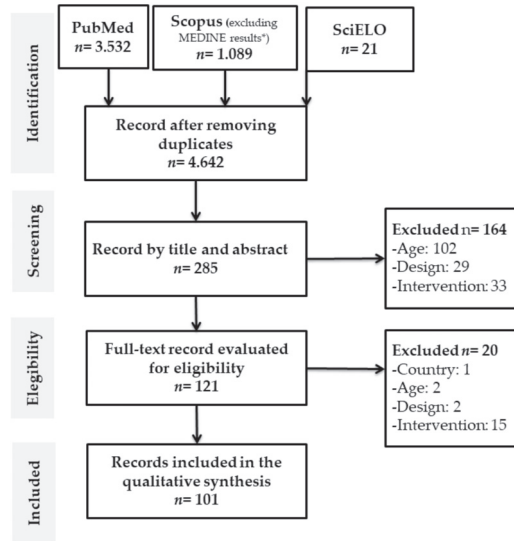 Identification
PubMed
n= 3.532
Scopus (excluding
MEDINE results*)
n= 1.089
SciELO
n= 21
Record after removing
duplicates
n= 4.642
Screening
Record by title and abstract
n= 285
Excluded n= 164
-Age: 102
-Design: 29
-Intervention: 33
Elegibility
Full-text record evaluated
for eligibility
n= 121
Excluded n= 20
-Country: 1
-Age: 2
-Design: 2
-Intervention: 15
Included
Records included in the
qualitative synthesis
n= 101